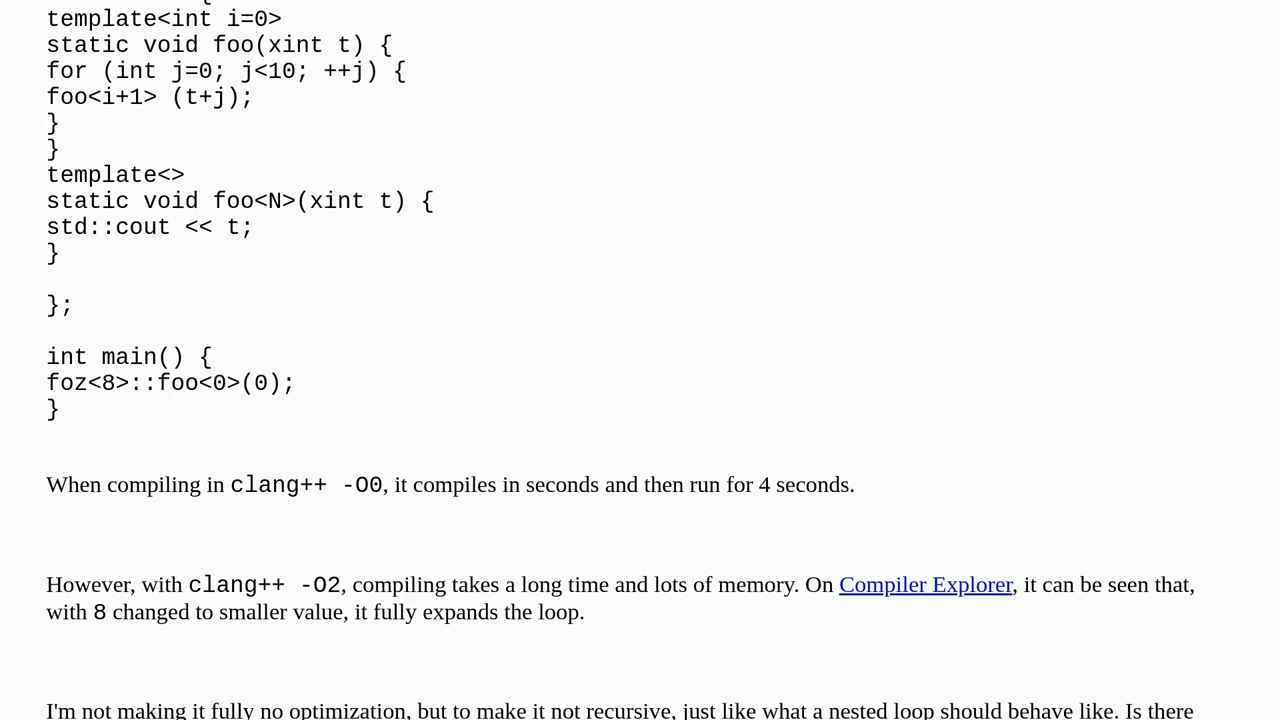 template<int i=0>
static void foo(xint t) {
for (int j=0; j<10; ++j) {
foo<i+1> (t+j);
}
}
template<>
static void foo<N>(xint t) {
std::cout << t;
}
};
int main() {
foz<8>::foo<0>(0);
}
When compiling in clang++ -O0, it compiles in seconds and then run for 4 seconds.
However, with clang++ -O2, compiling takes a long time and lots of memory. On Compiler Explorer, it can be seen that,
with 8 changed to smaller value, it fully expands the loop.
I'm not making it fully no optimization, but to make it not recursive, just like what a nested loop should behave like. Is there